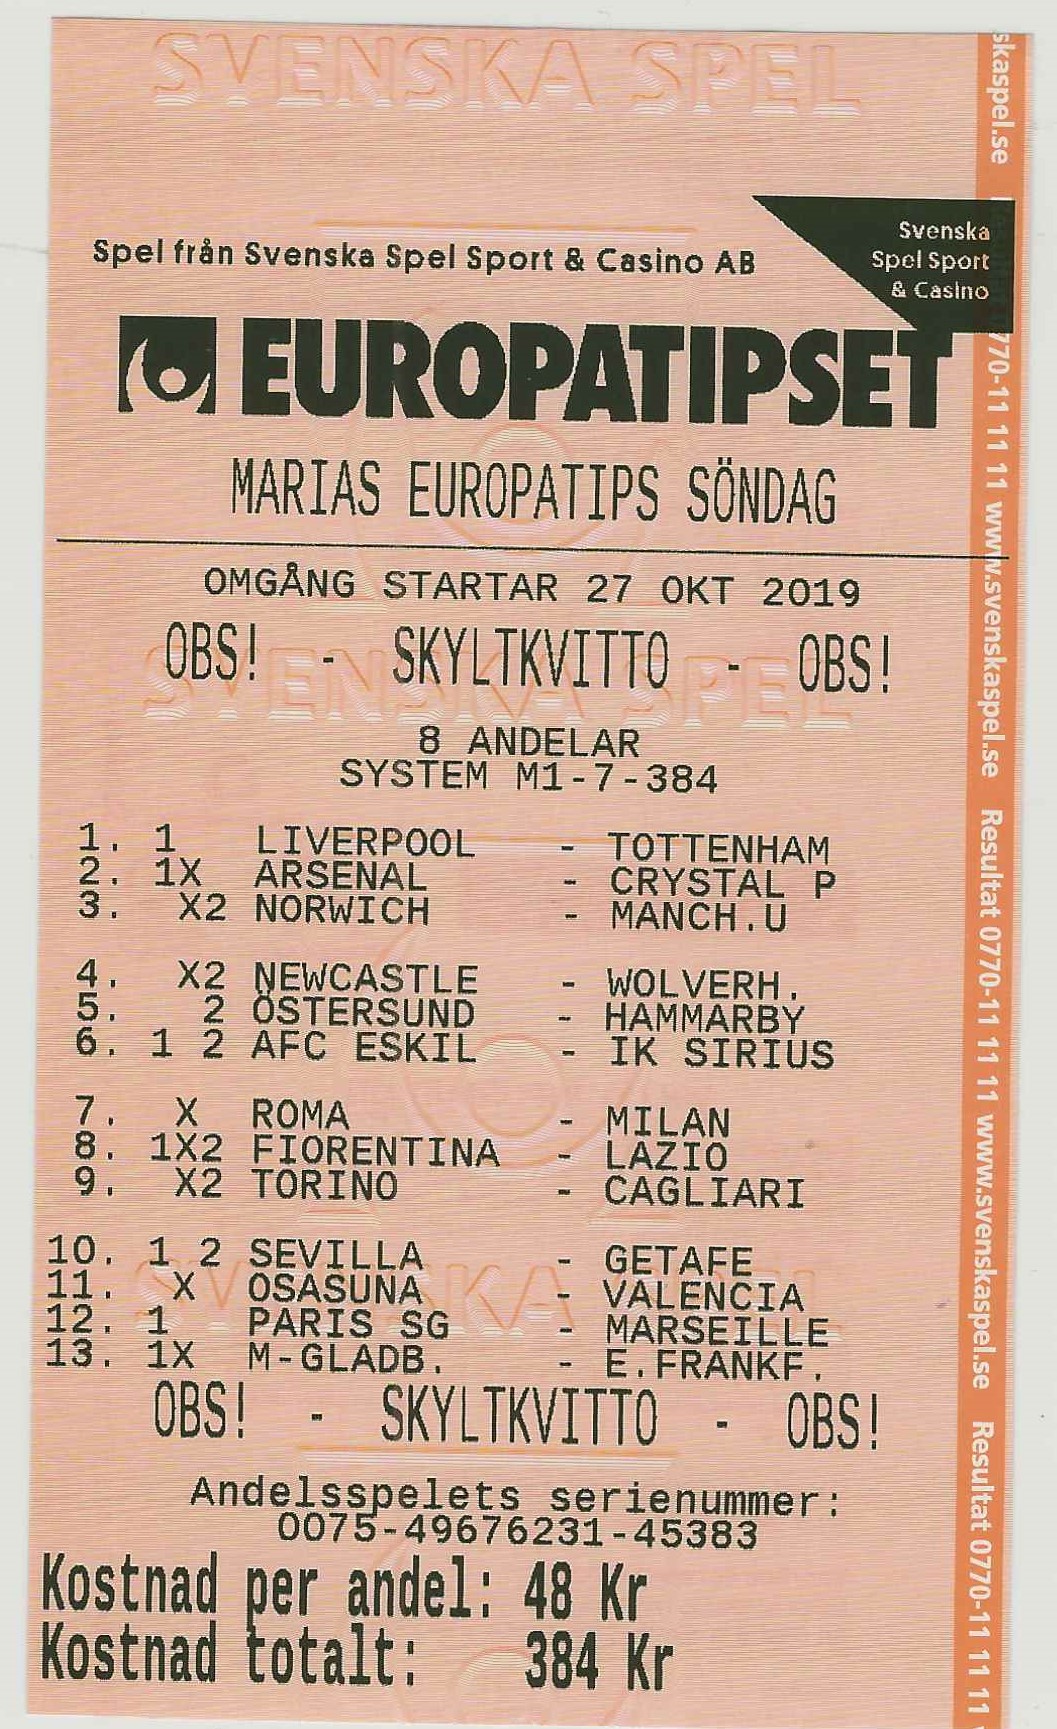 SVENSKA SPEL
Spel från Svenska Spel Sport & Casino AB
Svenska
Spel Sport
& Casino
EUROPATIPSET
MARIAS EUROPATIPS SÖNDAG
OMGÅNG STARTAR 27 OKT 2019
OBS! - SKYLTKVITTO - OBS!
SVENSKA SPEL
8 ANDELAR
SYSTEM M1-7-384
1. 1 LIVERPOOL - TOTTENHAM
2. 1X ARSENAL - CRYSTAL P
3. X2 NORWICH - MANCH.U
4. X2 NEWCASTLE - WOLVERH.
5. 2 ÖSTERSUND - HAMMARBY
6. 1 2 AFC ESKIL - IK SIRIUS
7. X ROMA - MILAN
8. 1X2 FIORENTINA - LAZIO
9. X2 TORINO - CAGLIARI
10. 1 2 SEVILLA - GETAFE
11. X OSASUNA - VALENCIA
12. 1 PARIS SG - MARSEILLE
13. 1X M-GLADB. - E.FRANKF.
SVENSKA SPEL
OBS! - SKYLTKVITTO - OBS!
Andelsspelets serienummer:
0075-49676231-45383
Kostnad per andel: 48 Kr
Kostnad totalt: 384 Kr
skaspel.se 770-11 11 11 www.svenskaspel.se Resultat 0770-11 11 11 www.svenskaspel.se Resultat 0770-11 11 11